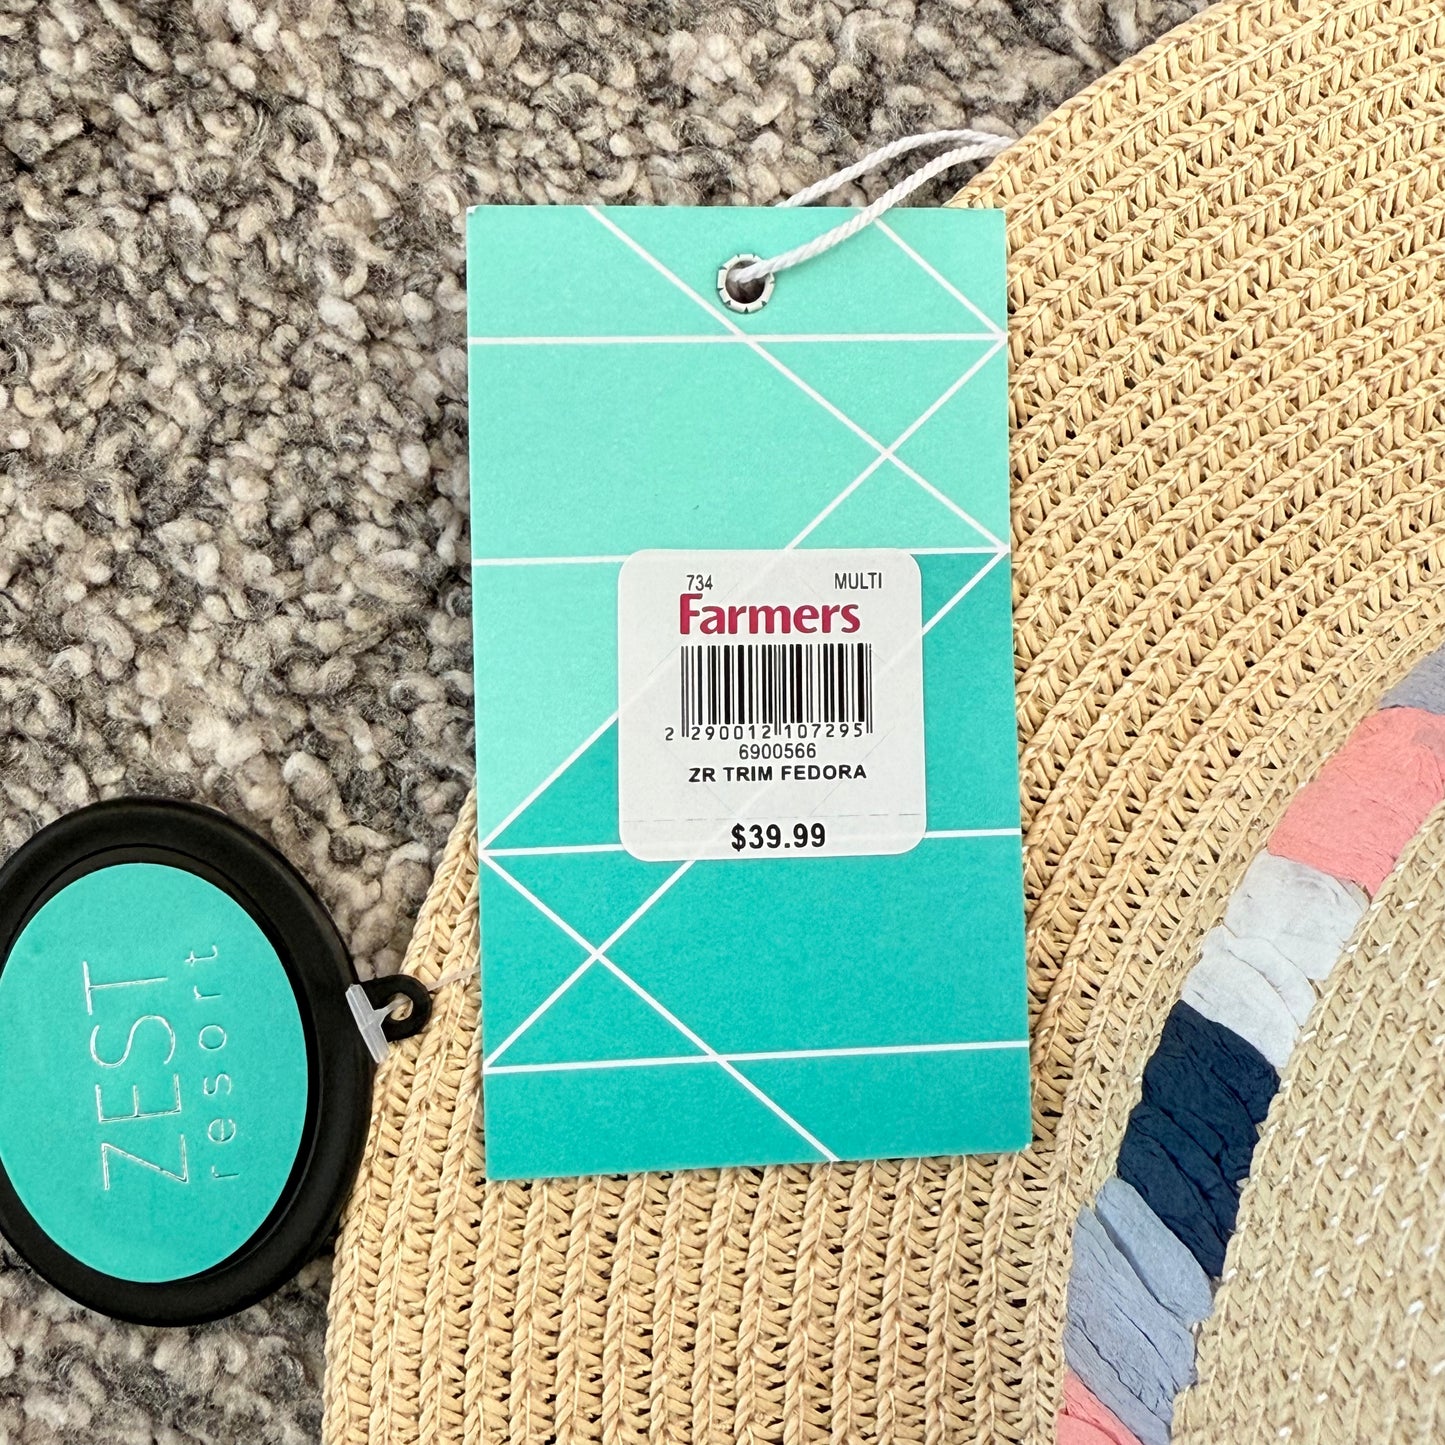 734 MULTI
Farmers
2 290012 107295
6900566
ZR TRIM FEDORA
$39.99
ZEST
resort